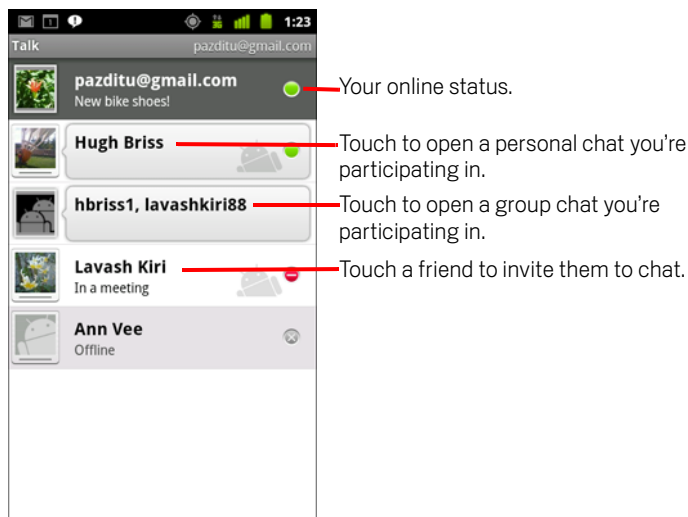 1:23
Talk pazditu@gmail.com
pazditu@gmail.com
New bike shoes!
Your online status.
Hugh Briss
Touch to open a personal chat you're
participating in.
hbriss1, lavashkiri88
Touch to open a group chat you're
participating in.
Lavash Kiri
In a meeting
Touch a friend to invite them to chat.
Ann Vee
Offline